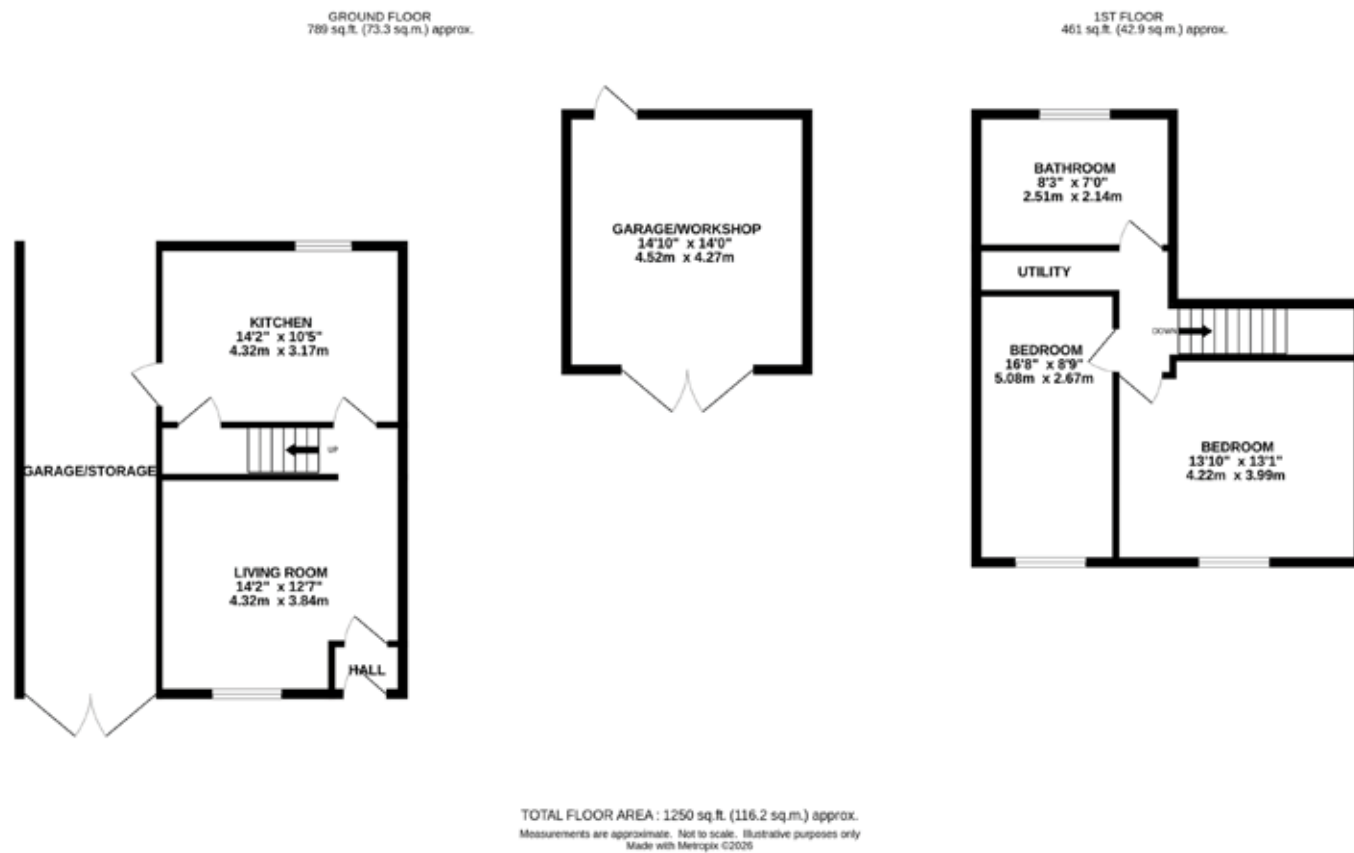 GROUND FLOOR
789 sq.ft. (73.3 sq.m.) approx.
1ST FLOOR
461 sq.ft. (42.9 sq.m.) approx.
BATHROOM
8'3" x 7'0"
2.51m x 2.14m
GARAGE/WORKSHOP
14'10" x 14'0"
4.52m x 4.27m
UTILITY
KITCHEN
14'2" x 10'5"
4.32m x 3.17m
DOWN
BEDROOM
16'8" x 8'9"
5.08m x 2.67m
UP
BEDROOM
13'10" x 13'1"
4.22m x 3.99m
GARAGE/STORAGE
LIVING ROOM
14'2" x 12'7"
4.32m x 3.84m
HALL
TOTAL FLOOR AREA : 1250 sq.ft. (116.2 sq.m.) approx.
Measurements are approximate. Not to scale. Illustrative purposes only
Made with Metropix ©2026